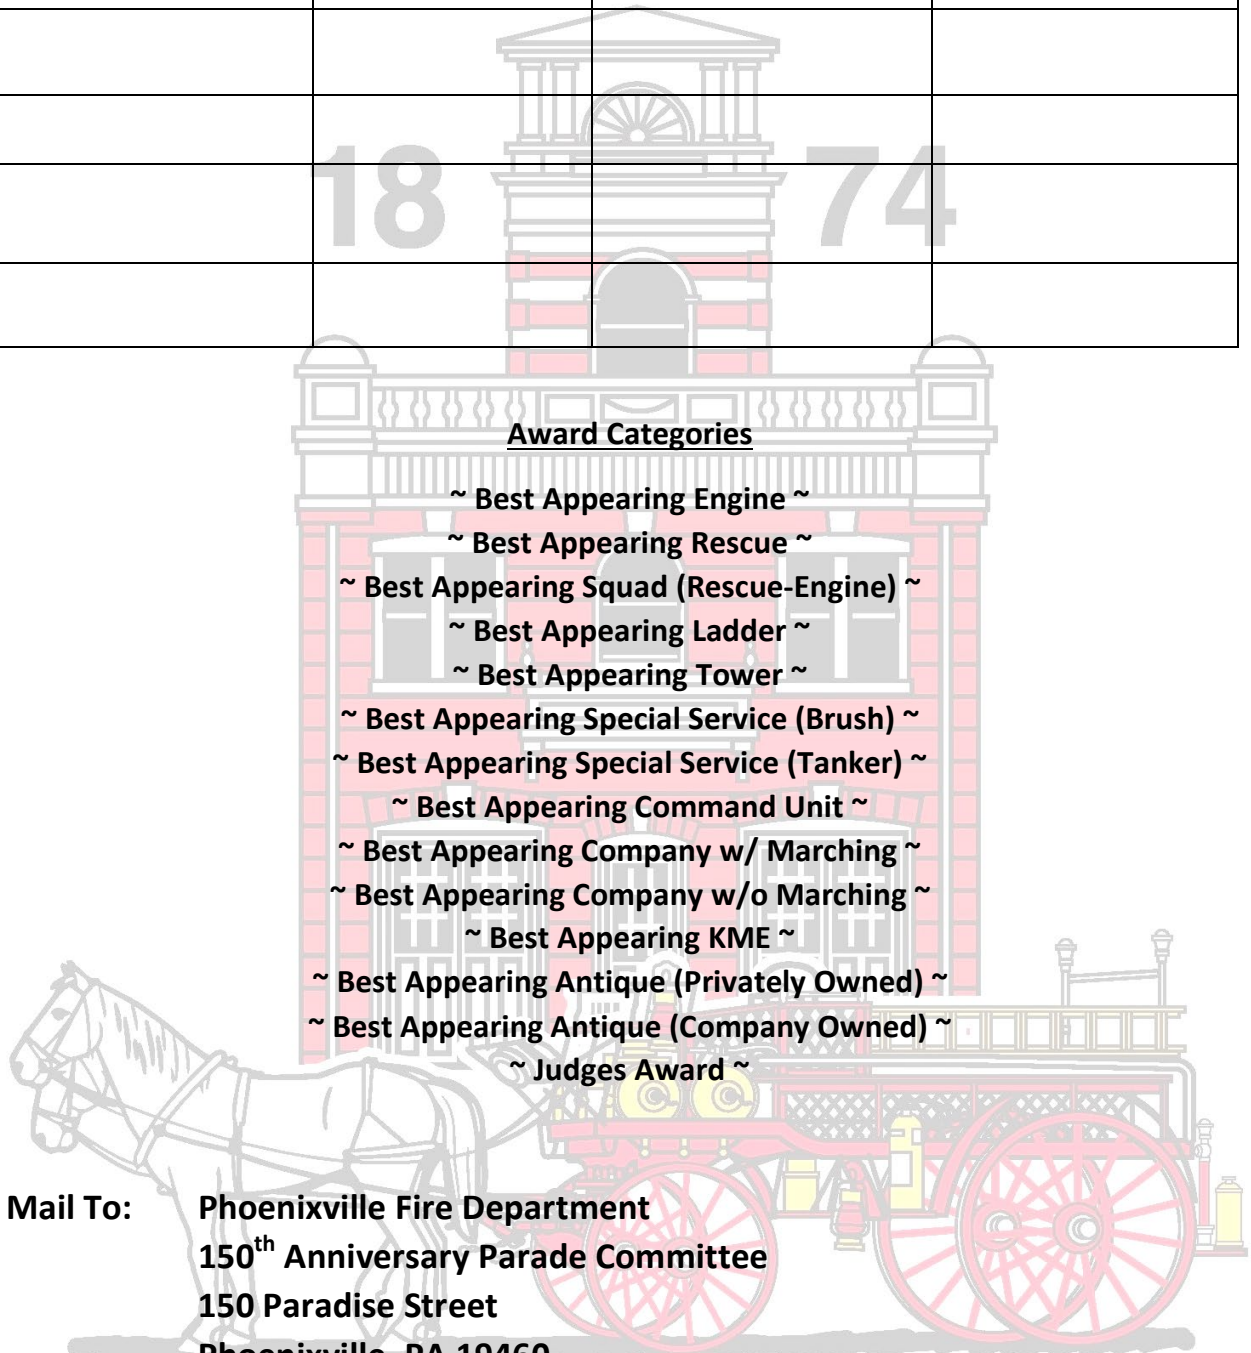 18 74
Award Categories
~ Best Appearing Engine ~
~ Best Appearing Rescue ~
~ Best Appearing Squad (Rescue-Engine) ~
~ Best Appearing Ladder ~
~ Best Appearing Tower ~
~ Best Appearing Special Service (Brush) ~
~ Best Appearing Special Service (Tanker) ~
~ Best Appearing Command Unit ~
~ Best Appearing Company w/ Marching ~
~ Best Appearing Company w/o Marching ~
~ Best Appearing KME ~
~ Best Appearing Antique (Privately Owned) ~
~ Best Appearing Antique (Company Owned) ~
~ Judges Award ~
Mail To: Phoenixville Fire Department
150th Anniversary Parade Committee
150 Paradise Street
Phoenixville, PA 19460